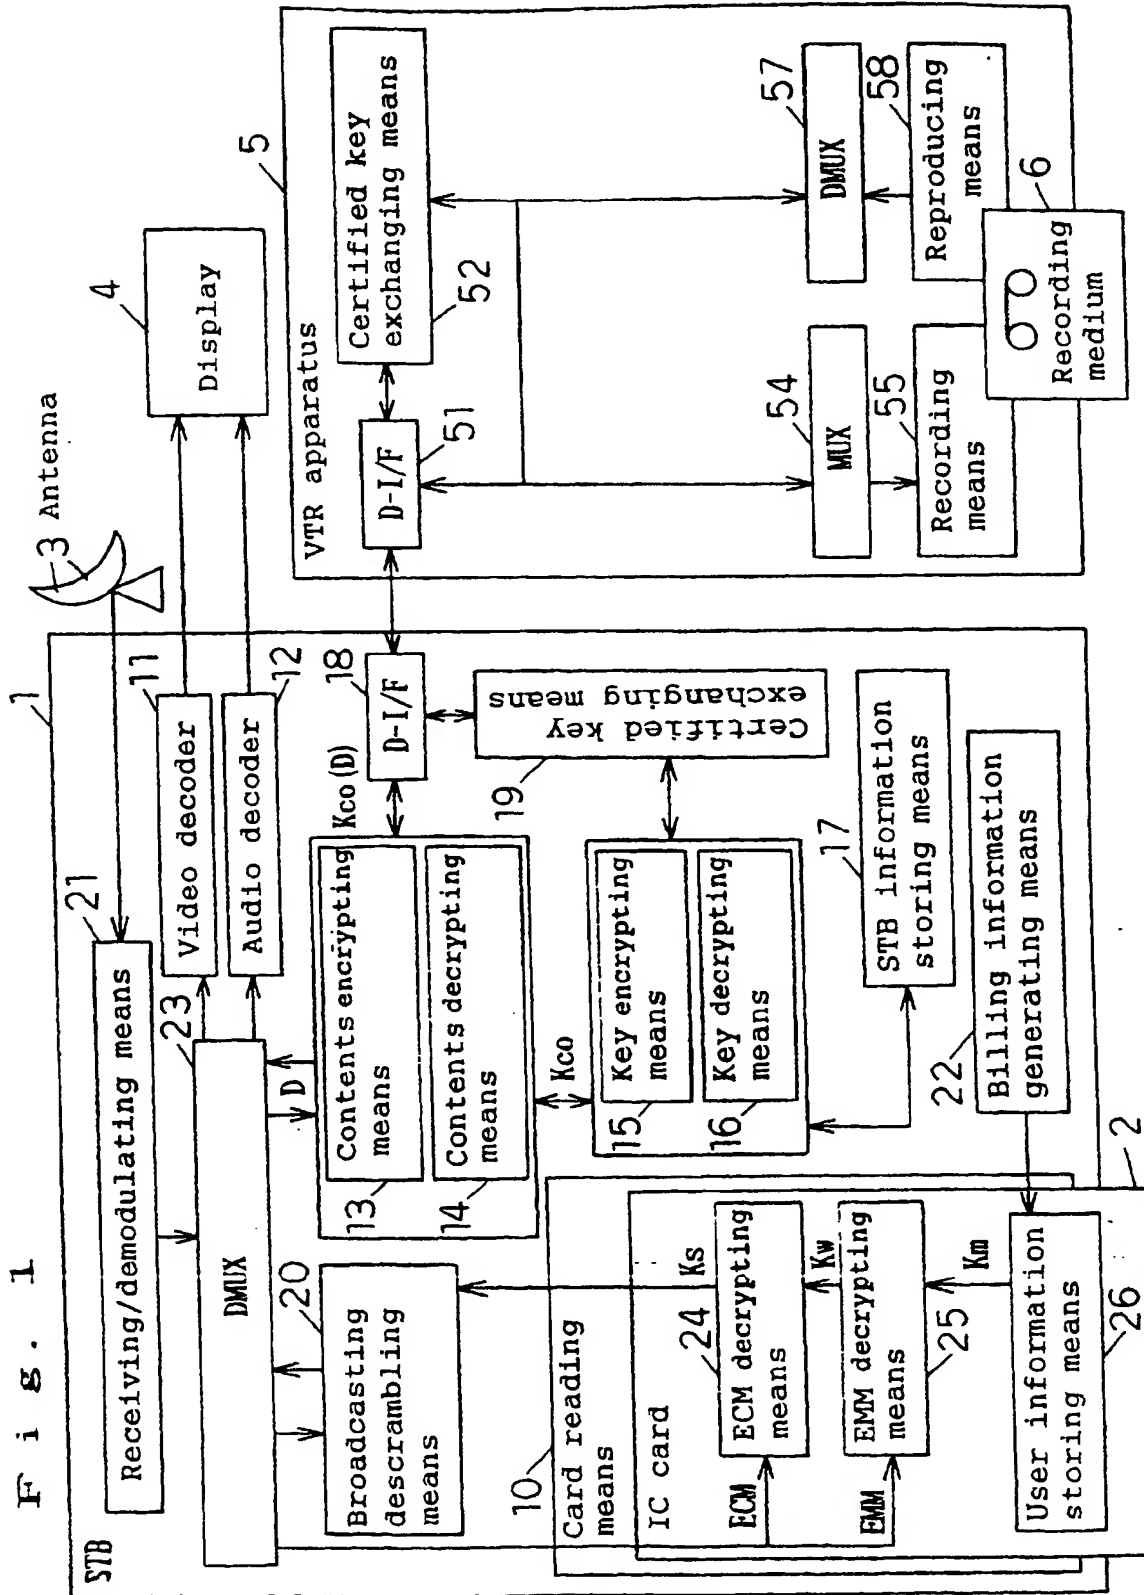 Fig. 1
STB
1
21
Receiving/demodulating means
3 Antenna
4
Display
23
DMUX
11
Video decoder
12
Audio decoder
20
Broadcasting
descrambling
means
D
13
Contents encrypting
means
14
Contents decrypting
means
Kco(D)
18
D-I/F
19
Certified key
exchanging means
Kco
15
Key encrypting
means
16
Key decrypting
means
17
STB information
storing means
22
Billing information
generating means
10
Card reading
means
2
IC card
ECM
24
ECM decrypting
means
Ks
Kw
EMM
25
EMM decrypting
means
Km
26
User information
storing means
5
VTR apparatus
51
D-I/F
52
Certified key
exchanging means
54
MUX
55
Recording
means
57
DMUX
58
Reproducing
means
6
Recording
medium